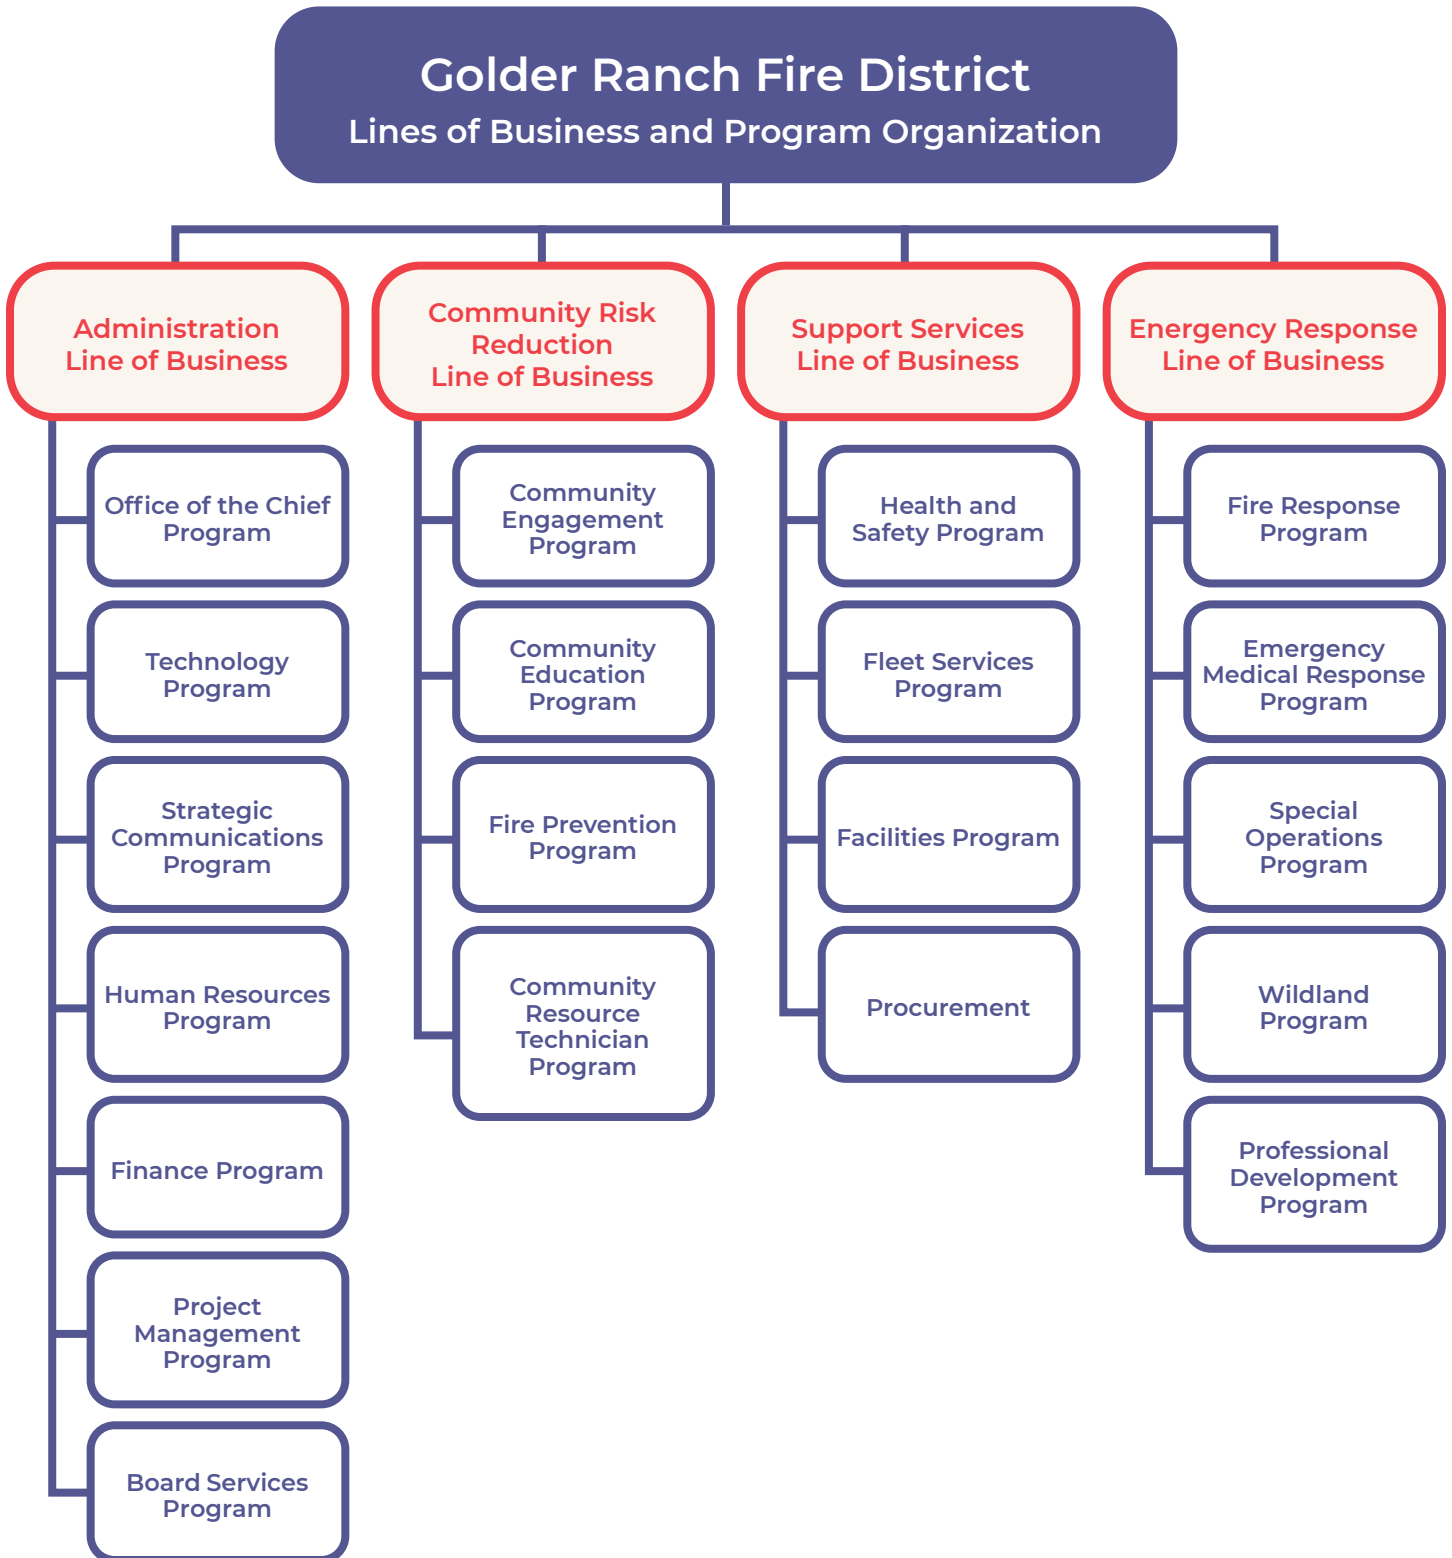 Golder Ranch Fire District
Lines of Business and Program Organization
Administration
Line of Business
Office of the Chief
Program
Technology
Program
Strategic
Communications
Program
Human Resources
Program
Finance Program
Project
Management
Program
Board Services
Program
Community Risk
Reduction
Line of Business
Community
Engagement
Program
Community
Education
Program
Fire Prevention
Program
Community
Resource
Technician
Program
Support Services
Line of Business
Health and
Safety Program
Fleet Services
Program
Facilities Program
Procurement
Energency Response
Line of Business
Fire Response
Program
Emergency
Medical Response
Program
Special
Operations
Program
Wildland
Program
Professional
Development
Program